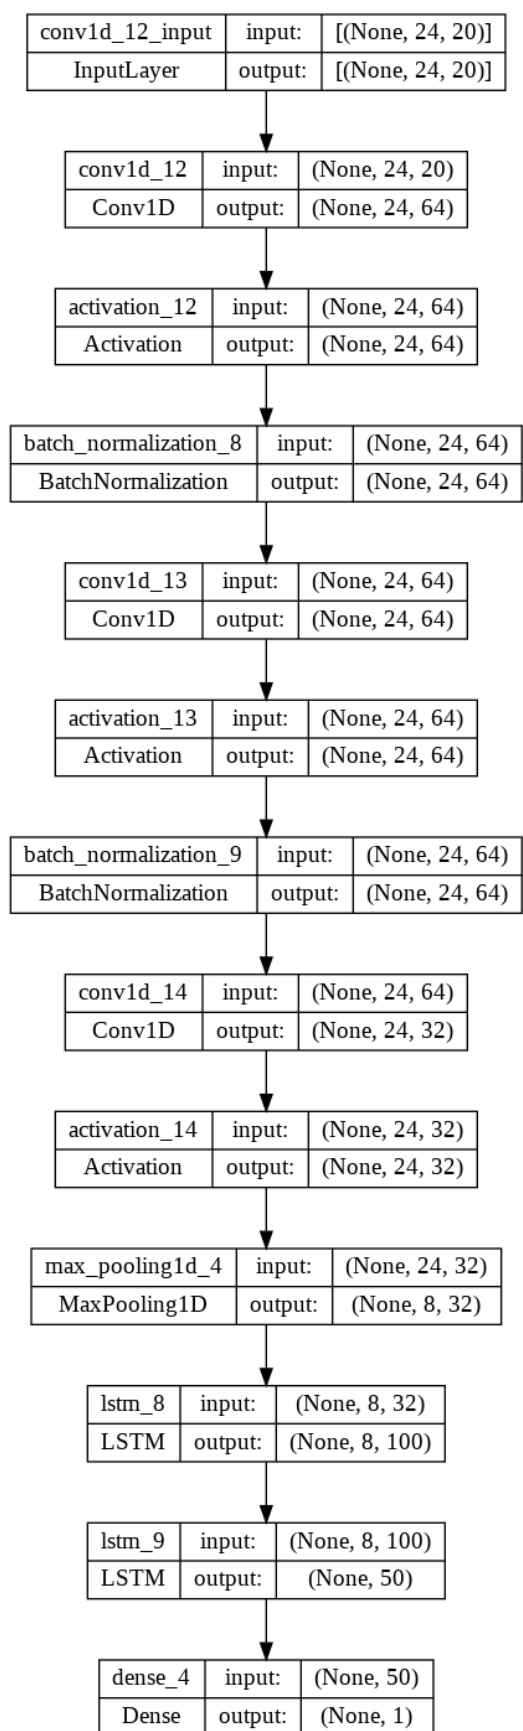 conv1d_12_input input: [(None, 24, 20)]
InputLayer output: [(None, 24, 20)]
conv1d_12 input: (None, 24, 20)
Conv1D output: (None, 24, 64)
activation_12 input: (None, 24, 64)
Activation output: (None, 24, 64)
batch_normalization_8 input: (None, 24, 64)
BatchNormalization output: (None, 24, 64)
conv1d_13 input: (None, 24, 64)
Conv1D output: (None, 24, 64)
activation_13 input: (None, 24, 64)
Activation output: (None, 24, 64)
batch_normalization_9 input: (None, 24, 64)
BatchNormalization output: (None, 24, 64)
conv1d_14 input: (None, 24, 64)
Conv1D output: (None, 24, 32)
activation_14 input: (None, 24, 32)
Activation output: (None, 24, 32)
max_pooling1d_4 input: (None, 24, 32)
MaxPooling1D output: (None, 8, 32)
lstm_8 input: (None, 8, 32)
LSTM output: (None, 8, 100)
lstm_9 input: (None, 8, 100)
LSTM output: (None, 50)
dense_4 input: (None, 50)
Dense output: (None, 1)